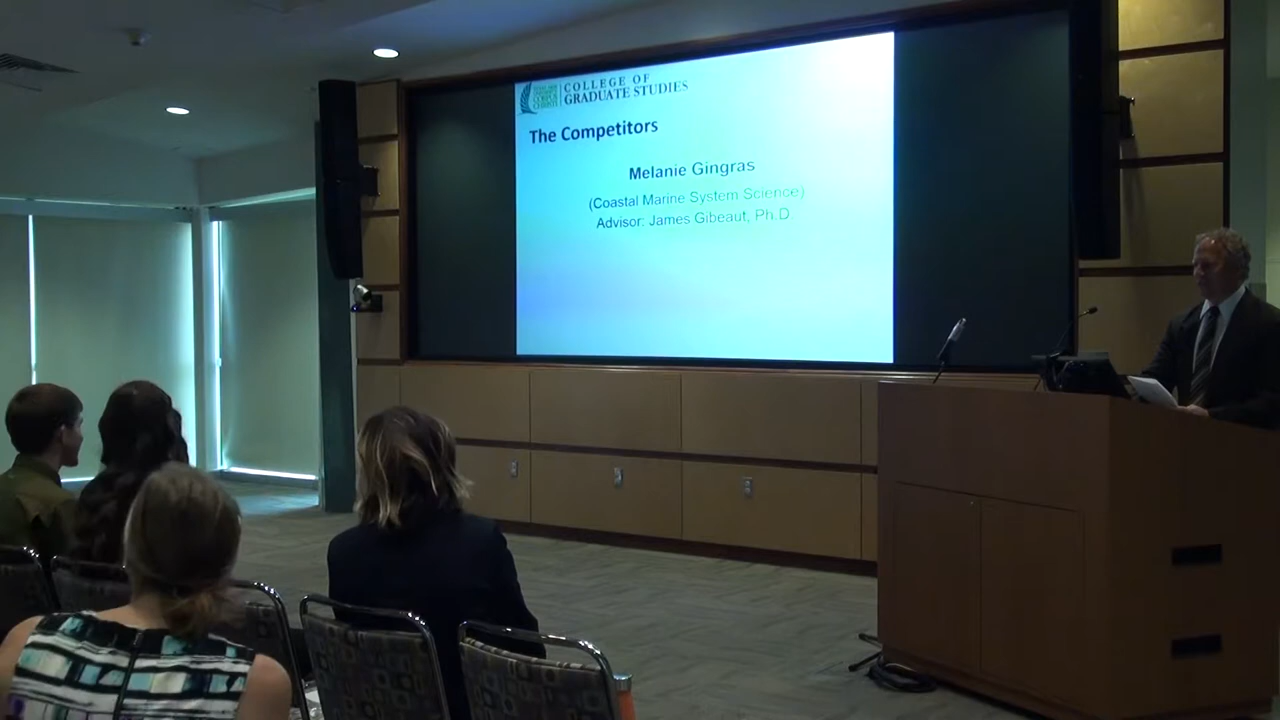 COLLEGE OF
GRADUATE STUDIES
The Competitors
Melanie Gingras
(Coastal Marine System Science)
Advisor: James Gibeaut, Ph.D.